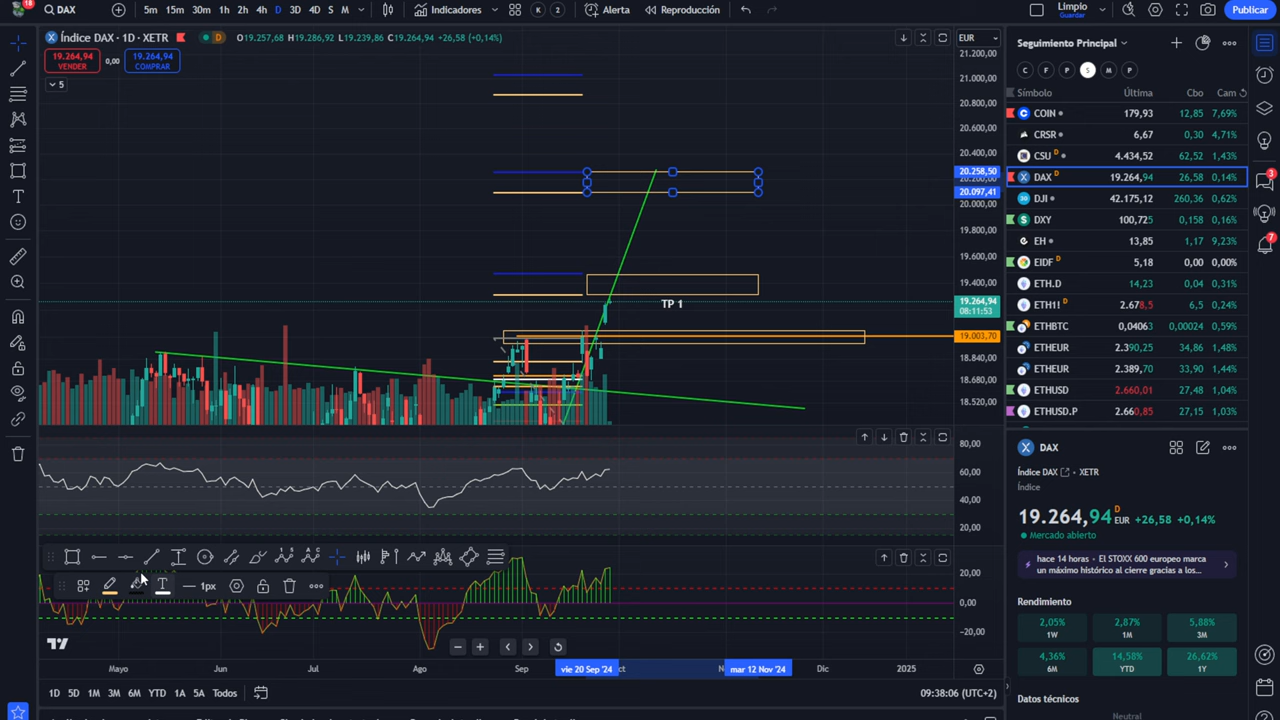 18 DAX 5m 15m 30m 1h 2h 4h D 3D 4D S M Indicadores K 2 Alerta Reproducción Limpio Guardar Publicar
Índice DAX · 1D · XETR D O19.257,68 H19.286,92 L19.239,86 C19.264,94 +26,58 (+0,14%) EUR
19.264,94 VENDER 0,00 19.264,94 COMPRAR
5
21.200,00
21.000,00
20.800,00
20.600,00
20.400,00
20.258,50
20.097,41
20.000,00
19.800,00
19.600,00
19.400,00
19.264,94
08:11:53
19.003,70
18.840,00
18.680,00
18.520,00
TP 1
80,00
60,00
40,00
20,00
1px
20,00
0,00
−20,00
Mayo Jun Jul Ago Sep vie 20 Sep '24 ct N mar 12 Nov '24 Dic 2025
1D 5D 1M 3M 6M YTD 1A 5A Todos 09:38:06 (UTC+2)
Seguimiento Principal
C F P S M P
Símbolo Última Cbo Cam
COIN 179,93 12,85 7,69%
CRSR 6,67 0,30 4,71%
CSU D 4.434,52 62,52 1,43%
DAX D 19.264,94 26,58 0,14%
DJI 42.175,12 260,36 0,62%
DXY 100,725 0,158 0,16%
EH 13,85 1,17 9,23%
EIDF D 5,18 0,00 0,00%
ETH.D 14,23 0,04 0,31%
ETH1! D 2.678,5 6,5 0,24%
ETHBTC 0,04063 0,00024 0,59%
ETHEUR 2.390,25 34,86 1,48%
ETHEUR 2.389,70 33,90 1,44%
ETHUSD 2.660,01 27,48 1,04%
ETHUSD.P 2.660,85 27,15 1,03%
DAX
Índice DAX · XETR
Índice
19.264,94 D EUR +26,58 +0,14%
Mercado abierto
hace 14 horas · El STOXX 600 europeo marca
un máximo histórico al cierre gracias a los...
Rendimiento
2,05% 2,87% 5,88%
1W 1M 3M
4,36% 14,58% 26,62%
6M YTD 1Y
Datos técnicos
Neutral
3
7